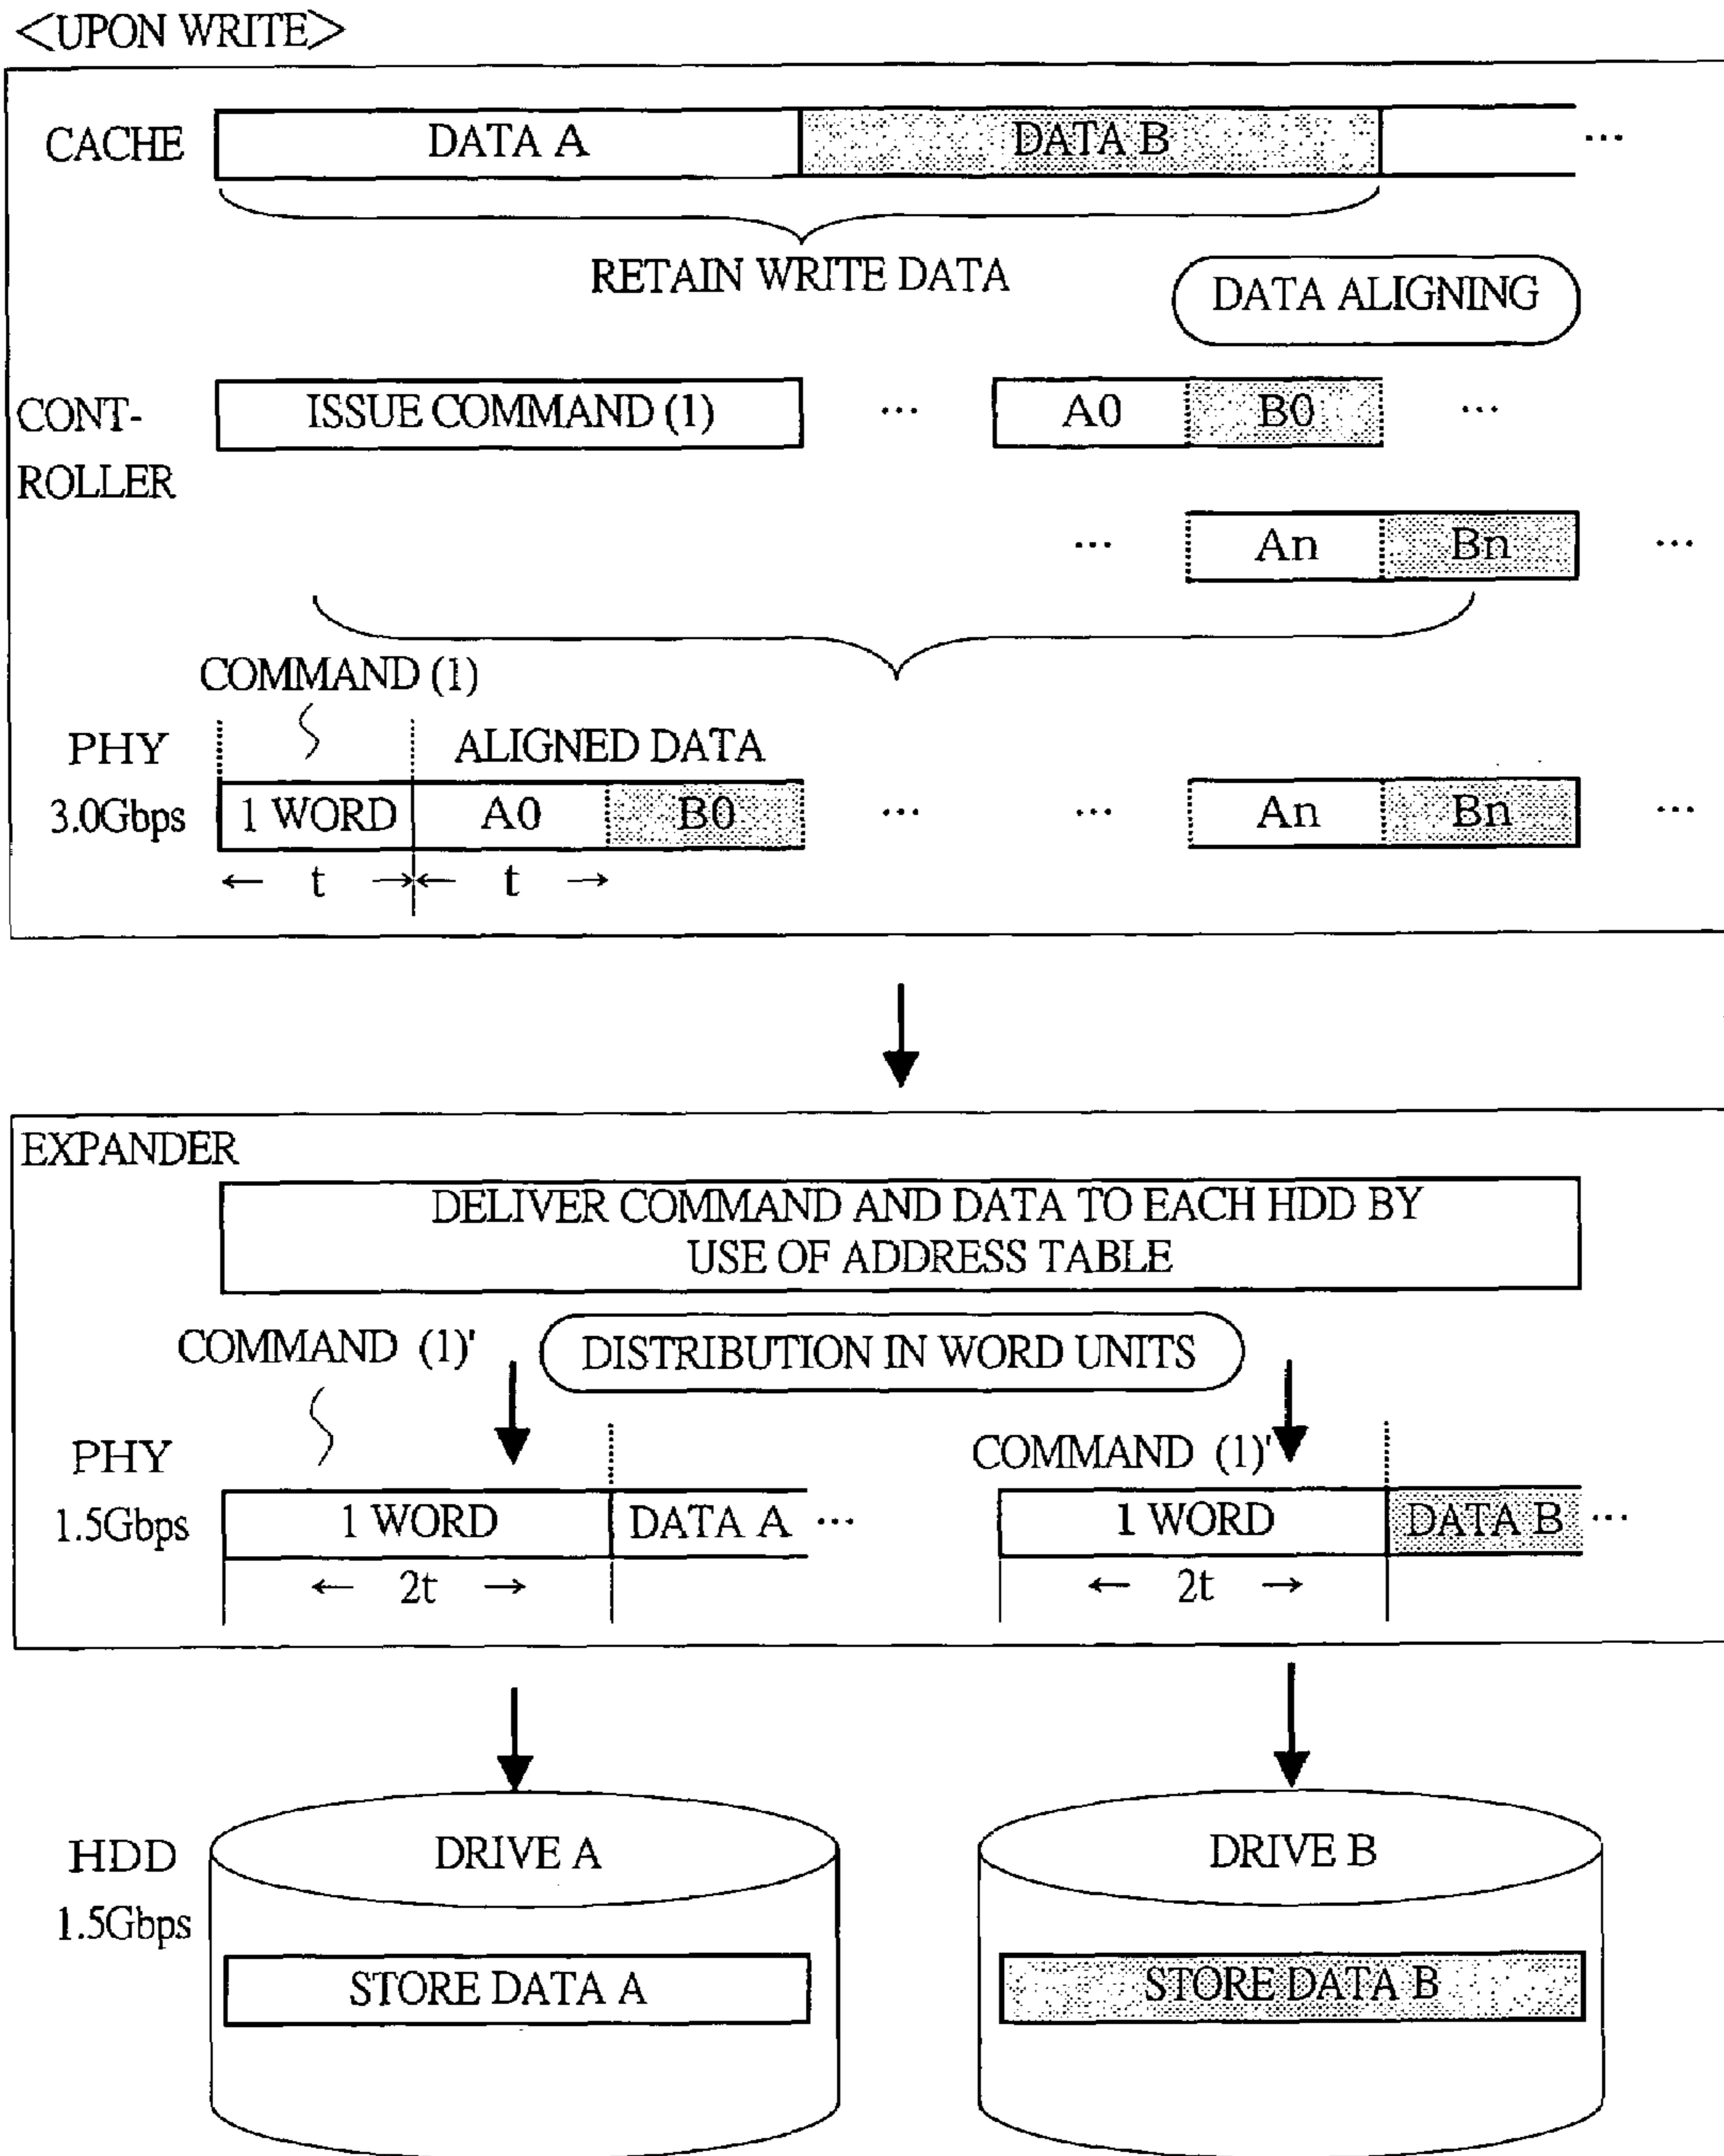 <UPON WRITE>
CACHE DATA A DATA B ...
RETAIN WRITE DATA
DATA ALIGNING
CONT-
ROLLER
ISSUE COMMAND (1) ... A0 B0 ...
... An Bn ...
COMMAND (1)
PHY ALIGNED DATA
3.0Gbps 1 WORD A0 B0 ... ... An Bn ...
← t →← t →
EXPANDER
DELIVER COMMAND AND DATA TO EACH HDD BY
USE OF ADDRESS TABLE
COMMAND (1)' DISTRIBUTION IN WORD UNITS
PHY COMMAND (1)'
1.5Gbps 1 WORD DATA A ... 1 WORD DATA B ...
← 2t → ← 2t →
HDD DRIVE A DRIVE B
1.5Gbps
STORE DATA A STORE DATA B